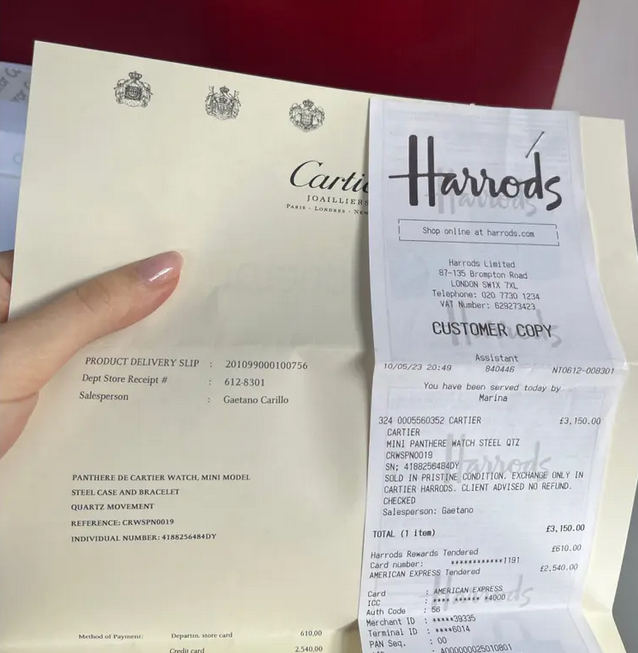 Cartie
JOAILLIERS
PARIS - LONDRES - NEW
PRODUCT DELIVERY SLIP : 201099000100756
Dept Store Receipt # : 612-8301
Salesperson : Gaetano Carillo
PANTHERE DE CARTIER WATCH, MINI MODEL
STEEL CASE AND BRACELET
QUARTZ MOVEMENT
REFERENCE: CRWSPN0019
INDIVIDUAL NUMBER: 4188256484DY
Method of Payment: Departm. store card 610.00
Credit card 2,540.00
Harrods
Shop online at harrods.com
Harrods Limited
87-135 Brompton Road
LONDON SW1X 7XL
Telephone: 020 7730 1234
VAT Number: 629273423
CUSTOMER COPY
Assistant
10/05/23 20:49 840446 NT0612-008301
You have been served today by
Marina
324 0005560352 CARTIER £3,150.00
CARTIER
MINI PANTHERE WATCH STEEL QTZ
CRWSPN0019
SN; 4188256484DY
SOLD IN PRISTINE CONDITION. EXCHANGE ONLY IN
CARTIER HARRODS. CLIENT ADVISED NO REFUND.
CHECKED
Salesperson: Gaetano
TOTAL (1 item) £3,150.00
Harrods Rewards Tendered £610.00
Card number: ************1191
AMERICAN EXPRESS Tendered £2,540.00
Card : AMERICAN EXPRESS
ICC : **** ****** *4000
Auth Code : 56
Merchant ID : *****39335
Terminal ID : ****6014
PAN Seq. : 00
A000000025010801